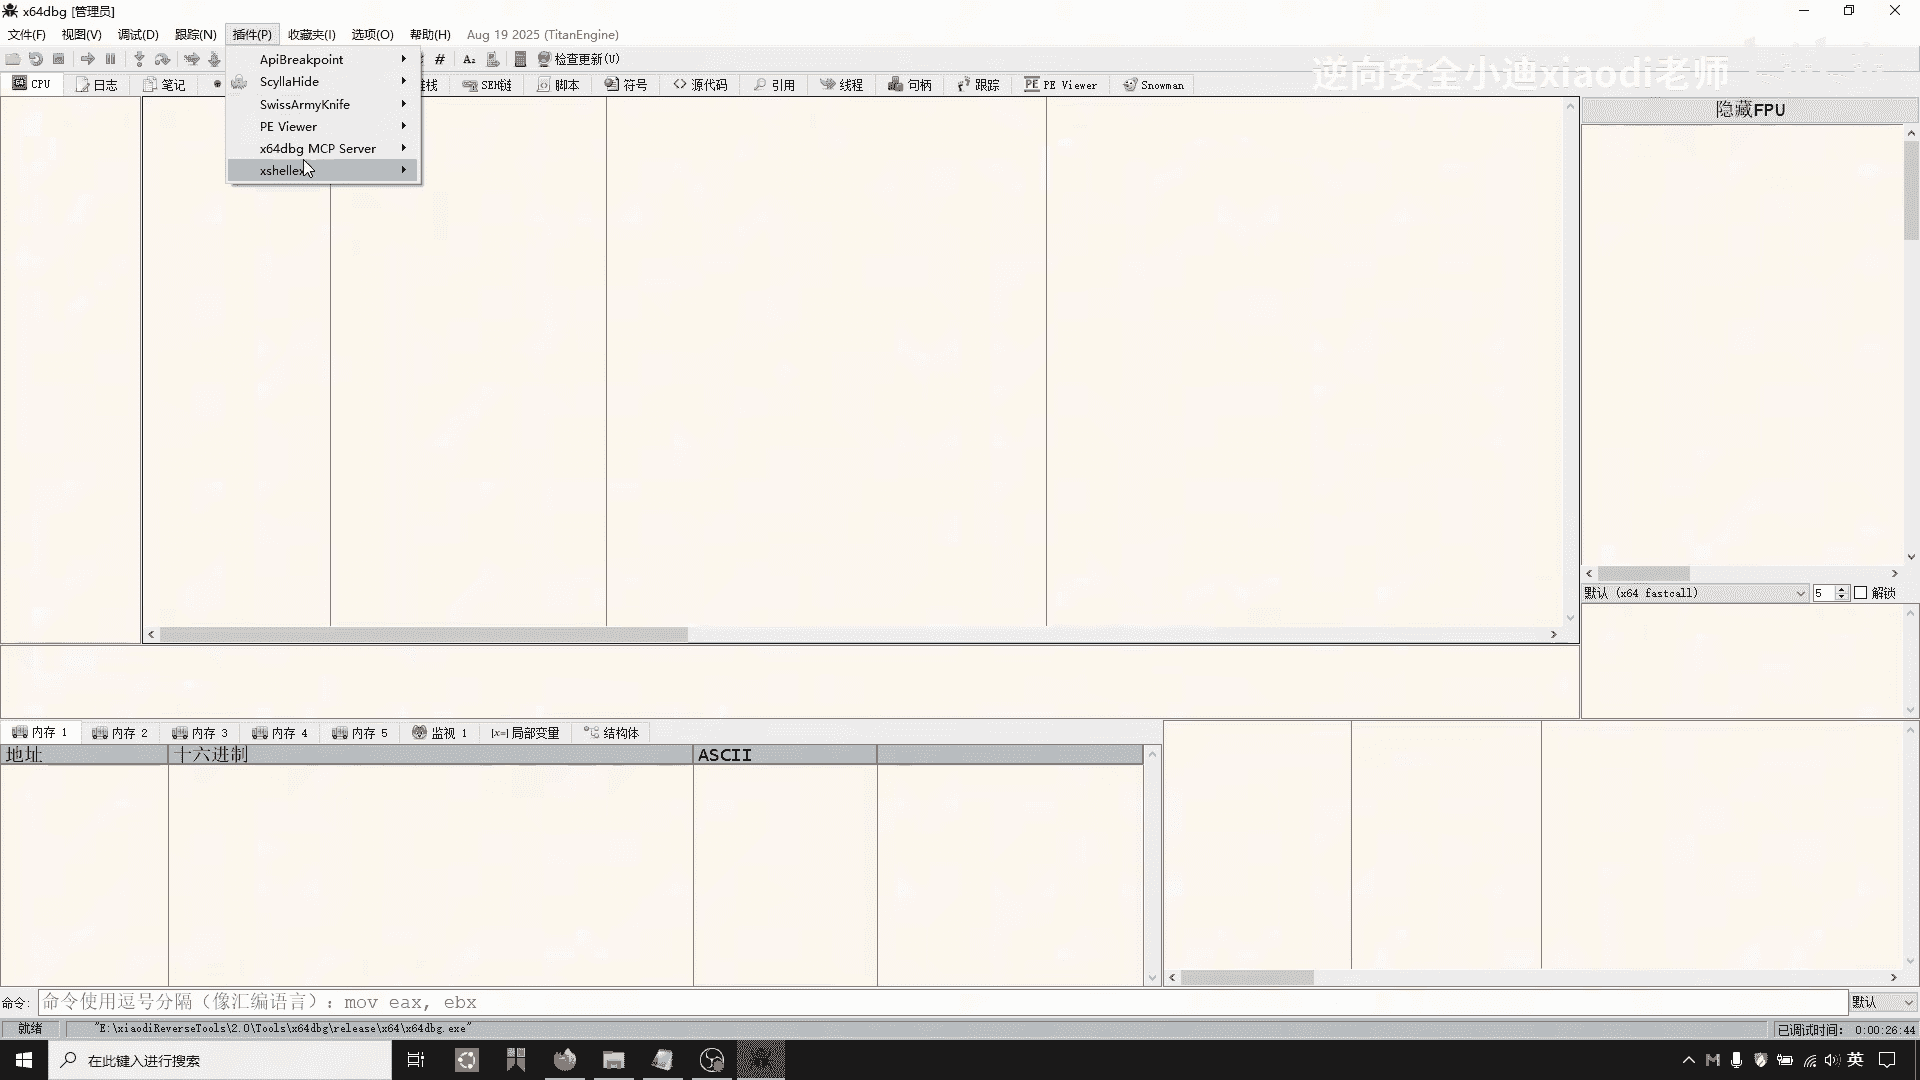 x64dbg [管理员]
文件(F) 视图(V) 调试(D) 跟踪(N) 插件(P) 收藏夹(I) 选项(O) 帮助(H) Aug 19 2025 (TitanEngine)
ApiBreakpoint
ScyllaHide
SwissArmyKnife
PE Viewer
x64dbg MCP Server
# 检查更新(U)
逆向安全小迪xiaodi老师
CPU 日志 笔记 栈 SEH链 脚本 符号 源代码 引用 线程 句柄 跟踪 PE PE Viewer Snowman
隐藏FPU
默认 (x64 fastcall) 5 解锁
内存 1 内存 2 内存 3 内存 4 内存 5 监视 1 [x=] 局部变量 结构体
地址 十六进制 ASCII
命令: 命令使用逗号分隔（像汇编语言）: mov eax, ebx 默认
就绪 "E:\xiaodiReverseTools\2.0\Tools\x64dbg\release\x64\x64dbg.exe" 已调试时间: 0:00:26:44
在此键入进行搜索 英